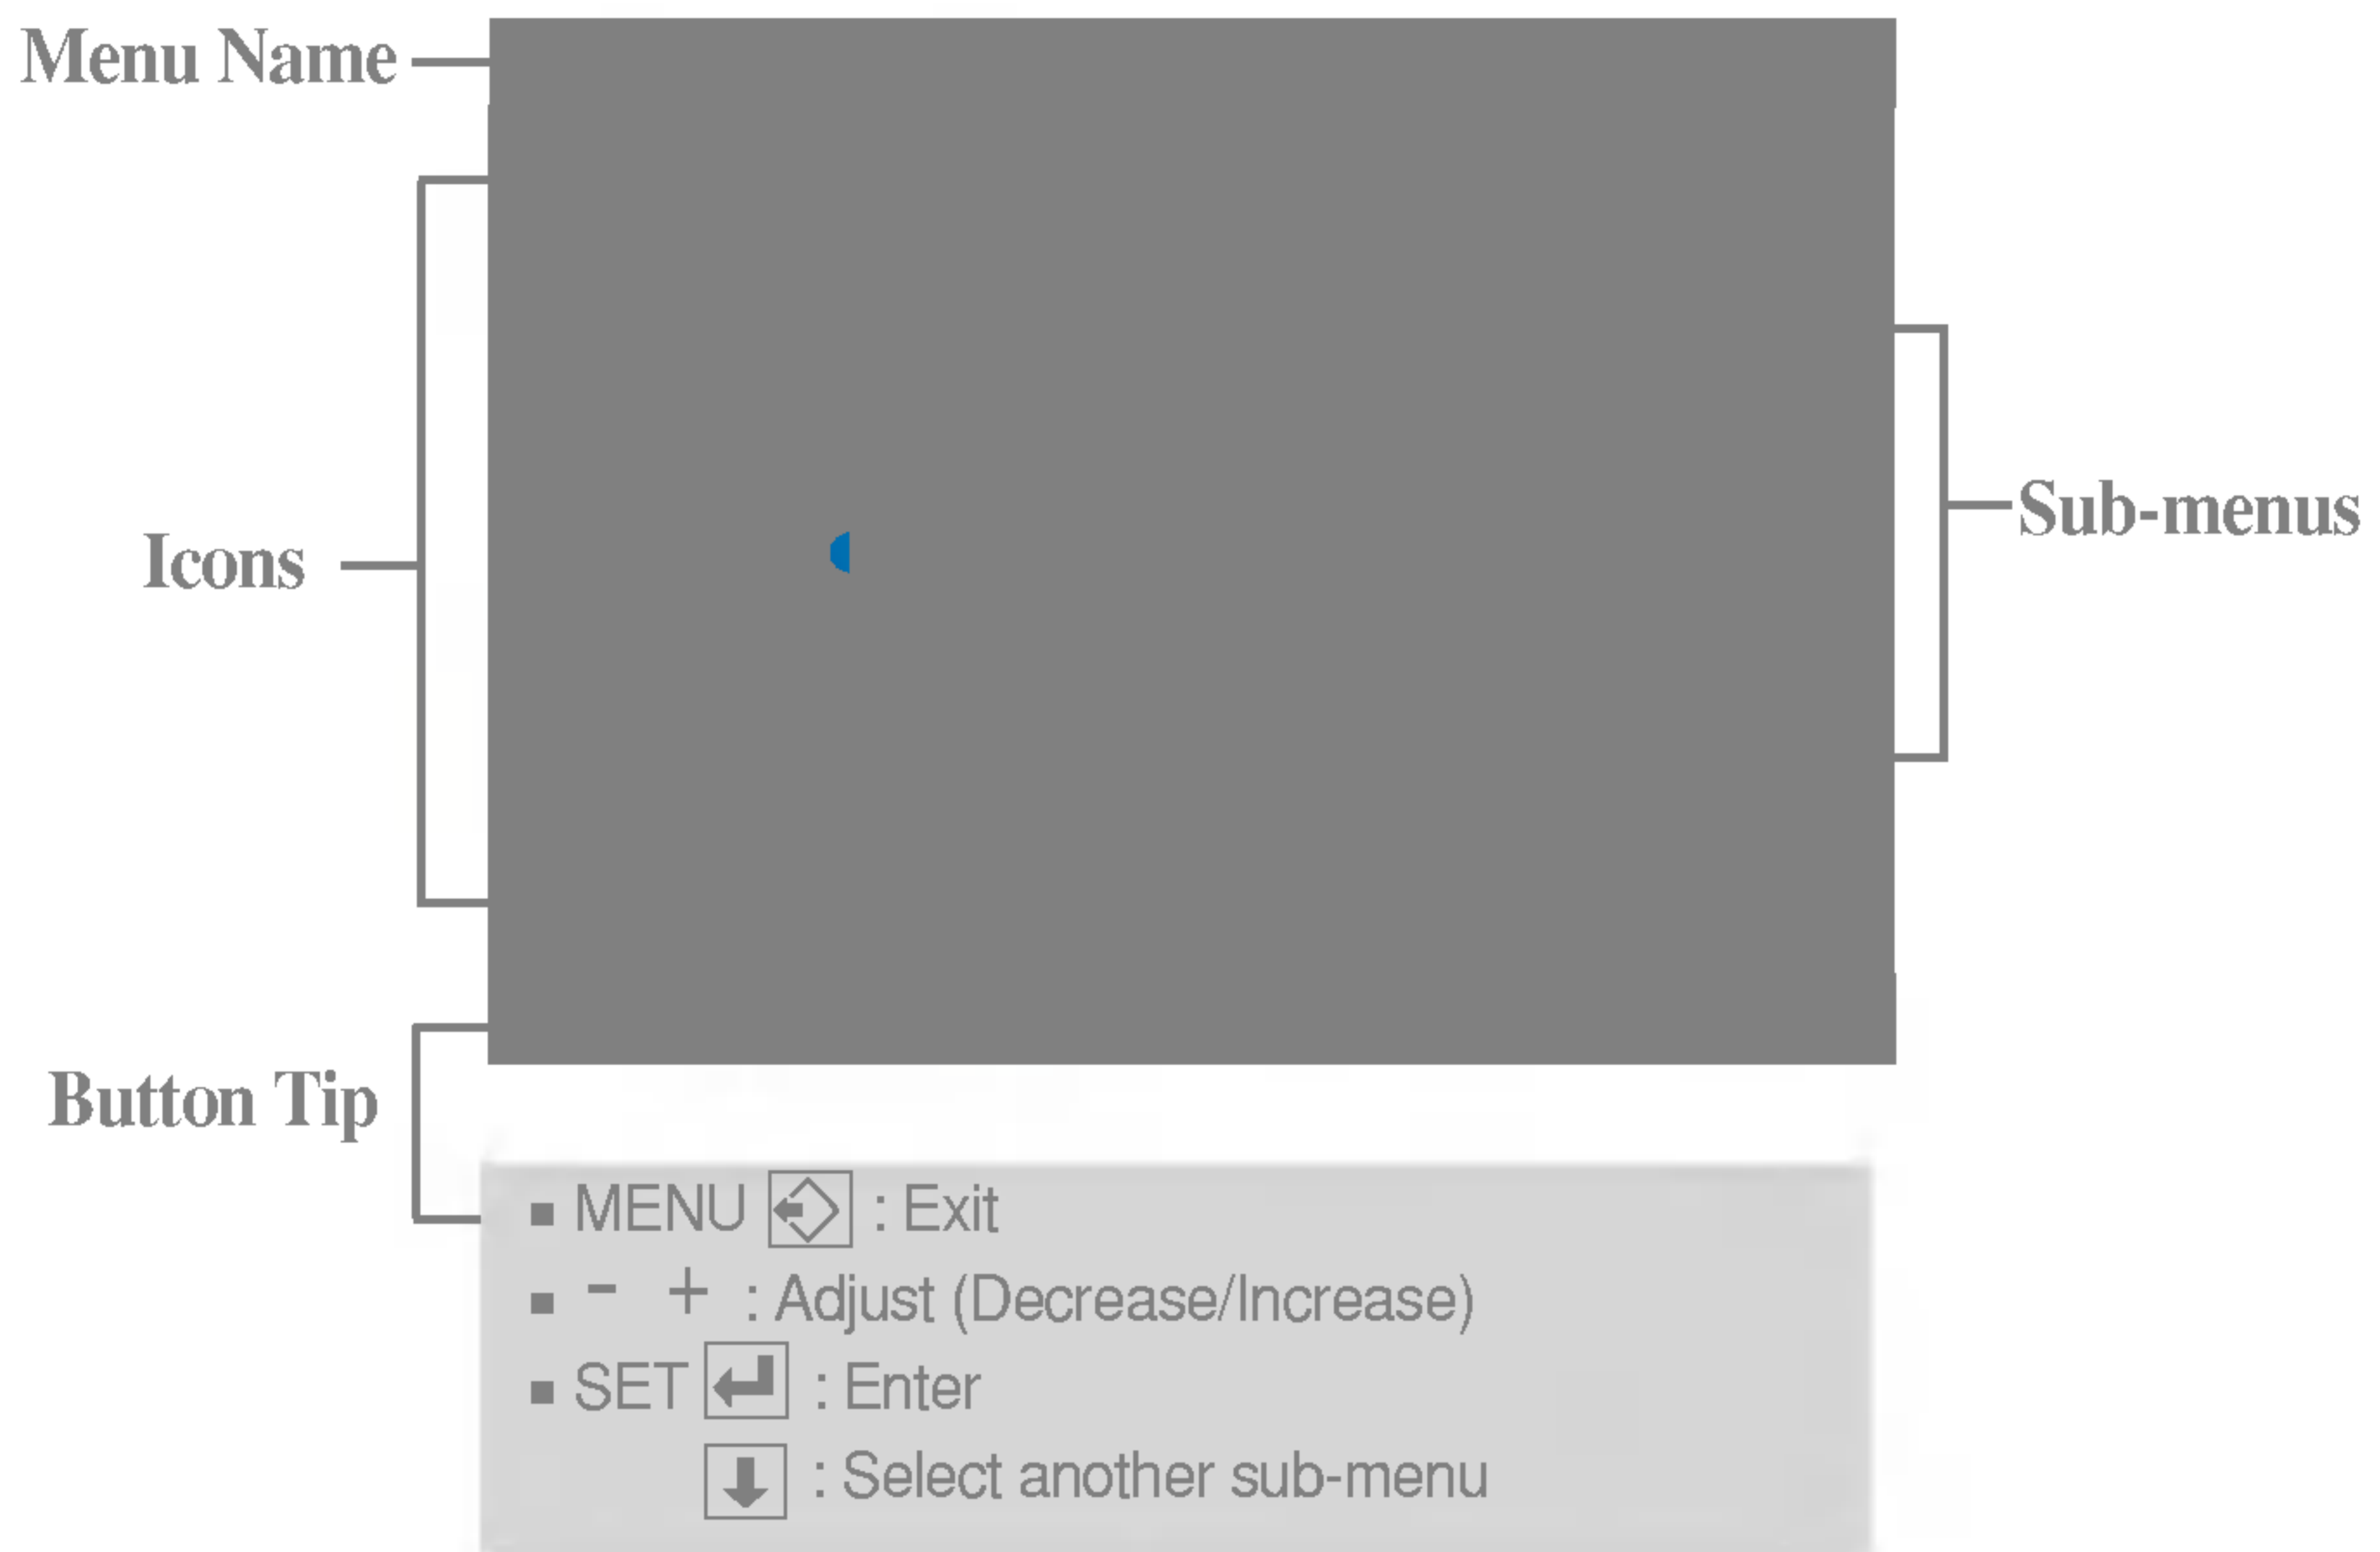 Menu Name
Icons
Sub-menus
Button Tip
■ MENU : Exit
■ - + : Adjust (Decrease/Increase)
■ SET : Enter
: Select another sub-menu